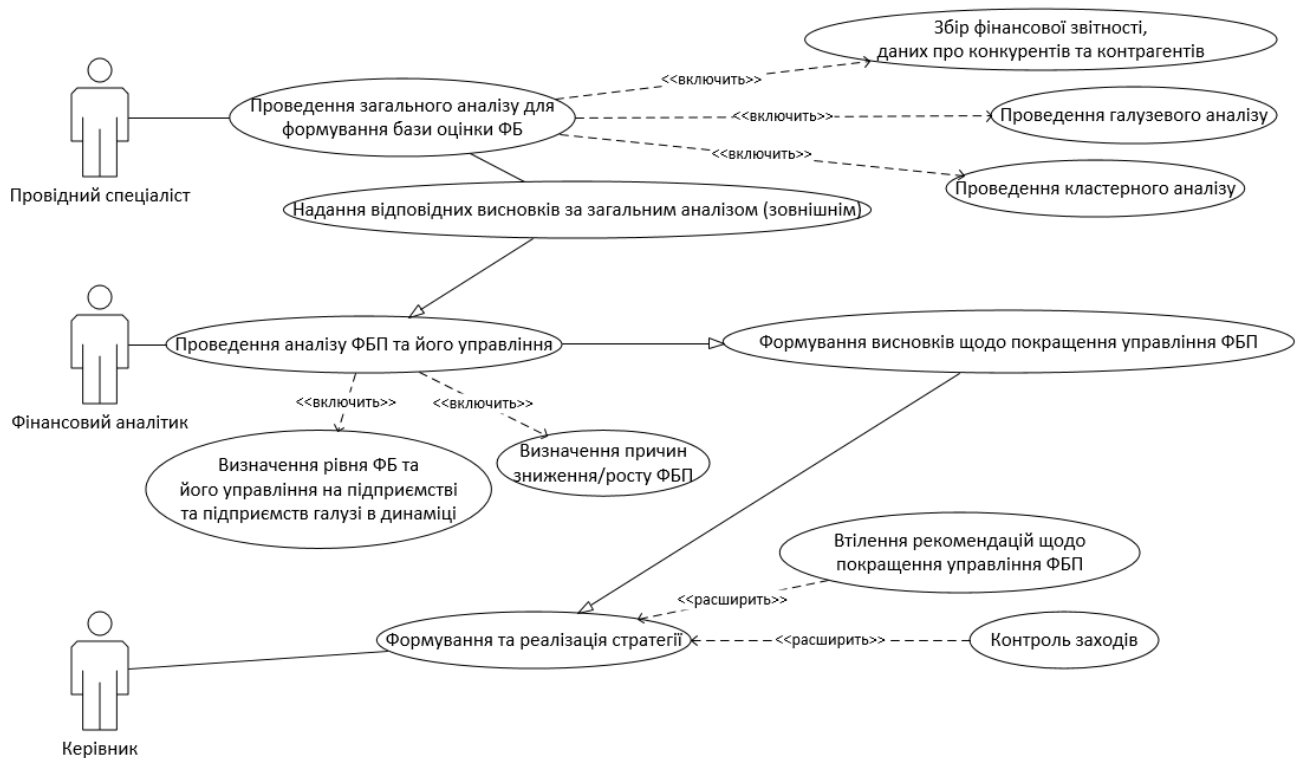 Збір фінансової звітності,
даних про конкурентів та контрагентів
<<включить>>
Проведення загального аналізу для
формування бази оцінки ФБ
<<включить>>
Проведення галузевого аналізу
<<включить>>
Проведення кластерного аналізу
Провідний спеціаліст
Надання відповідних висновків за загальним аналізом (зовнішнім)
Проведення аналізу ФБП та його управління
Формування висновків щодо покращення управління ФБП
Фінансовий аналітик
<<включить>>
<<включить>>
Визначення рівня ФБ та
його управління на підприємстві
та підприємств галузі в динаміці
Визначення причин
зниження/росту ФБП
Втілення рекомендацій щодо
покращення управління ФБП
<<расширить>>
Формування та реалізація стратегії
<<расширить>>
Контроль заходів
Керівник